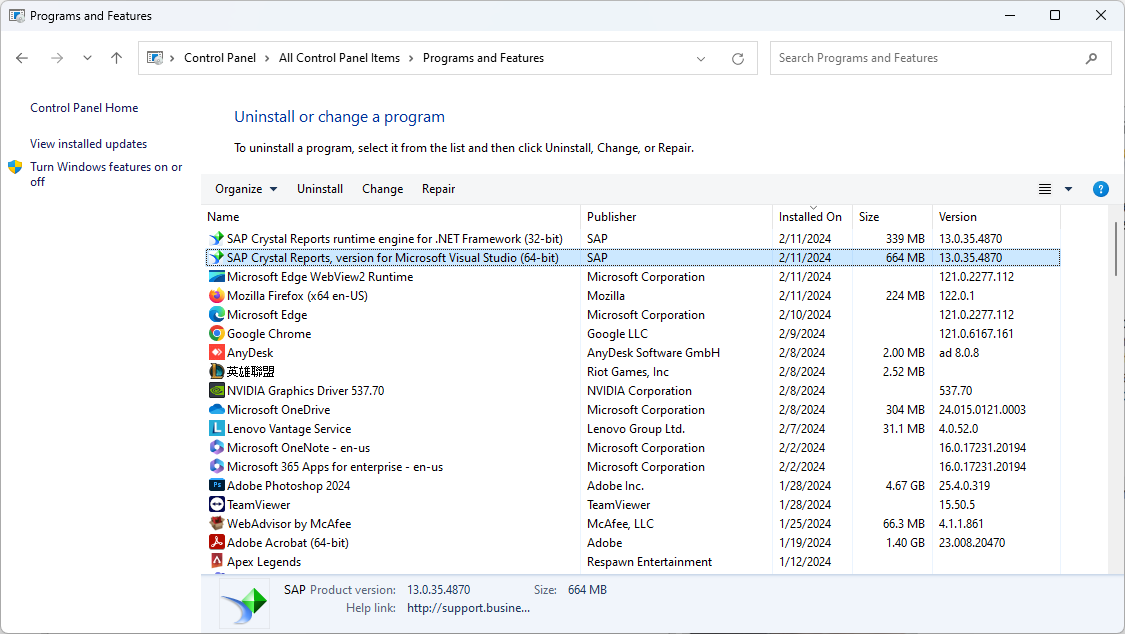 Programs and Features
Control Panel > All Control Panel Items > Programs and Features
Search Programs and Features
Control Panel Home
View installed updates
Turn Windows features on or
off
Uninstall or change a program
To uninstall a program, select it from the list and then click Uninstall, Change, or Repair.
Organize Uninstall Change Repair ?
Name Publisher Installed On Size Version
SAP Crystal Reports runtime engine for .NET Framework (32-bit) SAP 2/11/2024 339 MB 13.0.35.4870
SAP Crystal Reports, version for Microsoft Visual Studio (64-bit) SAP 2/11/2024 664 MB 13.0.35.4870
Microsoft Edge WebView2 Runtime Microsoft Corporation 2/11/2024 121.0.2277.112
Mozilla Firefox (x64 en-US) Mozilla 2/11/2024 224 MB 122.0.1
Microsoft Edge Microsoft Corporation 2/10/2024 121.0.2277.112
Google Chrome Google LLC 2/9/2024 121.0.6167.161
AnyDesk AnyDesk Software GmbH 2/8/2024 2.00 MB ad 8.0.8
英雄聯盟 Riot Games, Inc 2/8/2024 2.52 MB
NVIDIA Graphics Driver 537.70 NVIDIA Corporation 2/8/2024 537.70
Microsoft OneDrive Microsoft Corporation 2/8/2024 304 MB 24.015.0121.0003
Lenovo Vantage Service Lenovo Group Ltd. 2/7/2024 31.1 MB 4.0.52.0
Microsoft OneNote - en-us Microsoft Corporation 2/2/2024 16.0.17231.20194
Microsoft 365 Apps for enterprise - en-us Microsoft Corporation 2/2/2024 16.0.17231.20194
Adobe Photoshop 2024 Adobe Inc. 1/28/2024 4.67 GB 25.4.0.319
TeamViewer TeamViewer 1/28/2024 15.50.5
WebAdvisor by McAfee McAfee, LLC 1/25/2024 66.3 MB 4.1.1.861
Adobe Acrobat (64-bit) Adobe 1/19/2024 1.40 GB 23.008.20470
Apex Legends Respawn Entertainment 1/12/2024
SAP Product version: 13.0.35.4870 Size: 664 MB
Help link: http://support.busine...